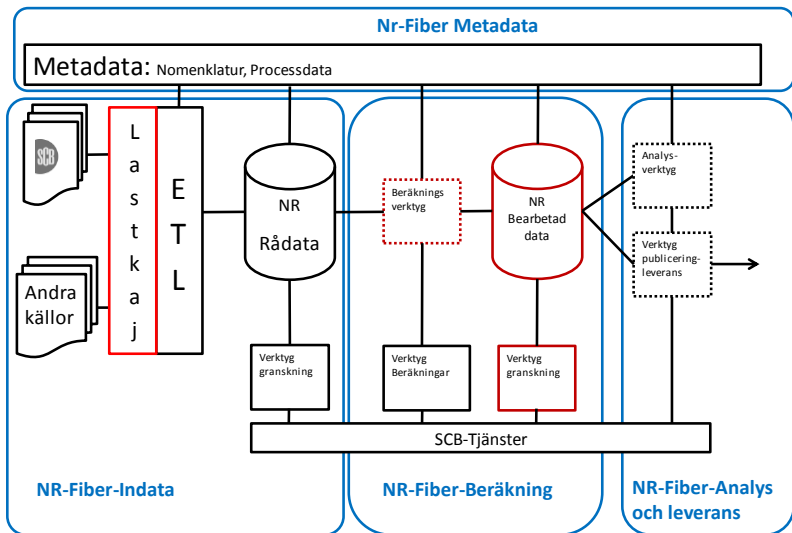 Nr-Fiber Metadata
Metadata: Nomenklatur, Processdata
SCB
Andra
källor
L
a
s
t
k
a
j
E
T
L
NR
Rådata
Beräknings
verktyg
NR
Bearbetad
data
Analys-
verktyg
Verktyg
publicering-
leverans
Verktyg
granskning
Verktyg
Beräkningar
Verktyg
granskning
SCB-Tjänster
NR-Fiber-Indata
NR-Fiber-Beräkning
NR-Fiber-Analys
och leverans